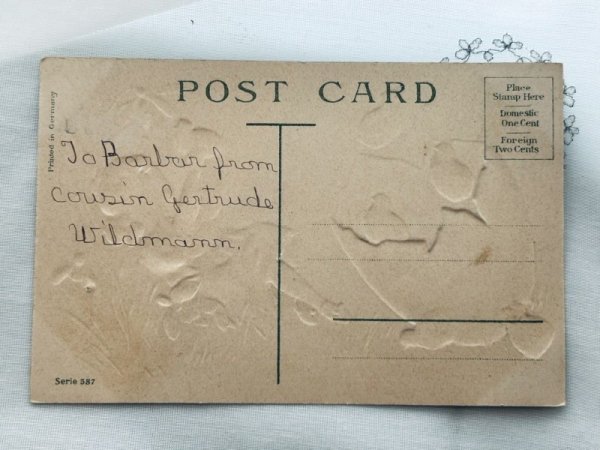 POST CARD
Printed in Germany
Place
Stamp Here
Domestic
One Cent
Foreign
Two Cents
To Barbar from
cousin Gertrude
Wildmann.
Serie 587